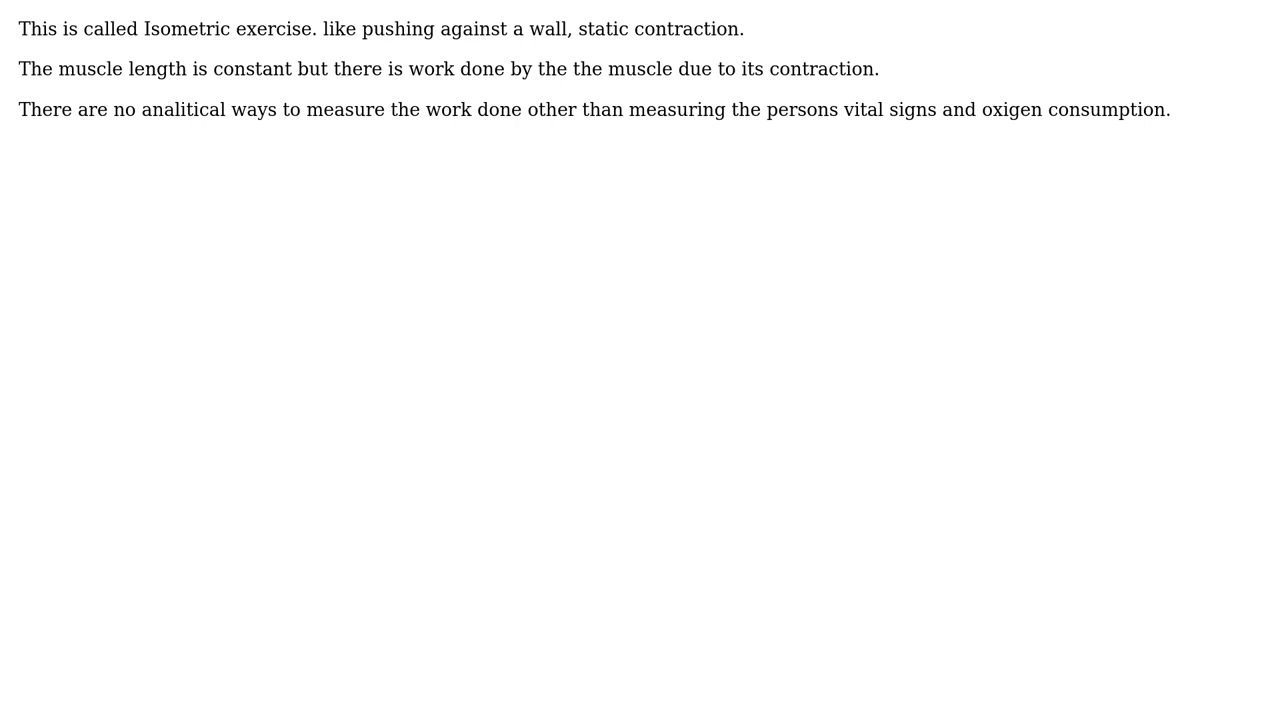 This is called Isometric exercise. like pushing against a wall, static contraction.
The muscle length is constant but there is work done by the the muscle due to its contraction.
There are no analitical ways to measure the work done other than measuring the persons vital signs and oxigen consumption.